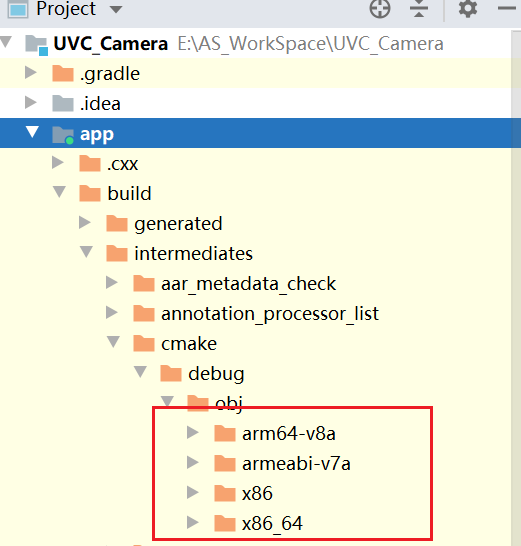 Project
UVC_Camera E:\AS_WorkSpace\UVC_Camera
.gradle
.idea
app
.cxx
build
generated
intermediates
aar_metadata_check
annotation_processor_list
cmake
debug
obj
arm64-v8a
armeabi-v7a
x86
x86_64